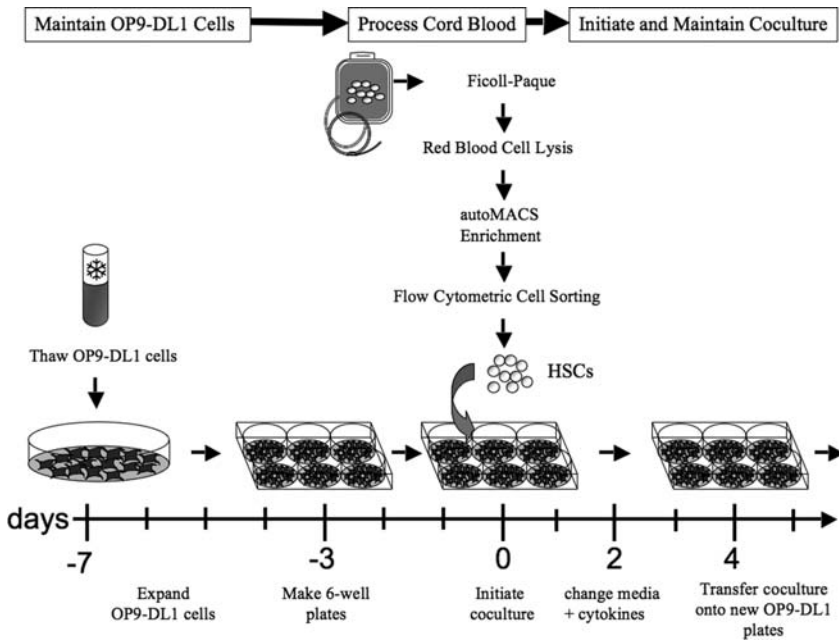 Maintain OP9-DL1 Cells
Process Cord Blood
Initiate and Maintain Coculture
Ficoll-Paque
Red Blood Cell Lysis
autoMACS
Enrichment
Flow Cytometric Cell Sorting
Thaw OP9-DL1 cells
HSCs
days
-7
-3
0
2
4
Expand
OP9-DL1 cells
Make 6-well
plates
Initiate
coculture
change media
+ cytokines
Transfer coculture
onto new OP9-DL1
plates